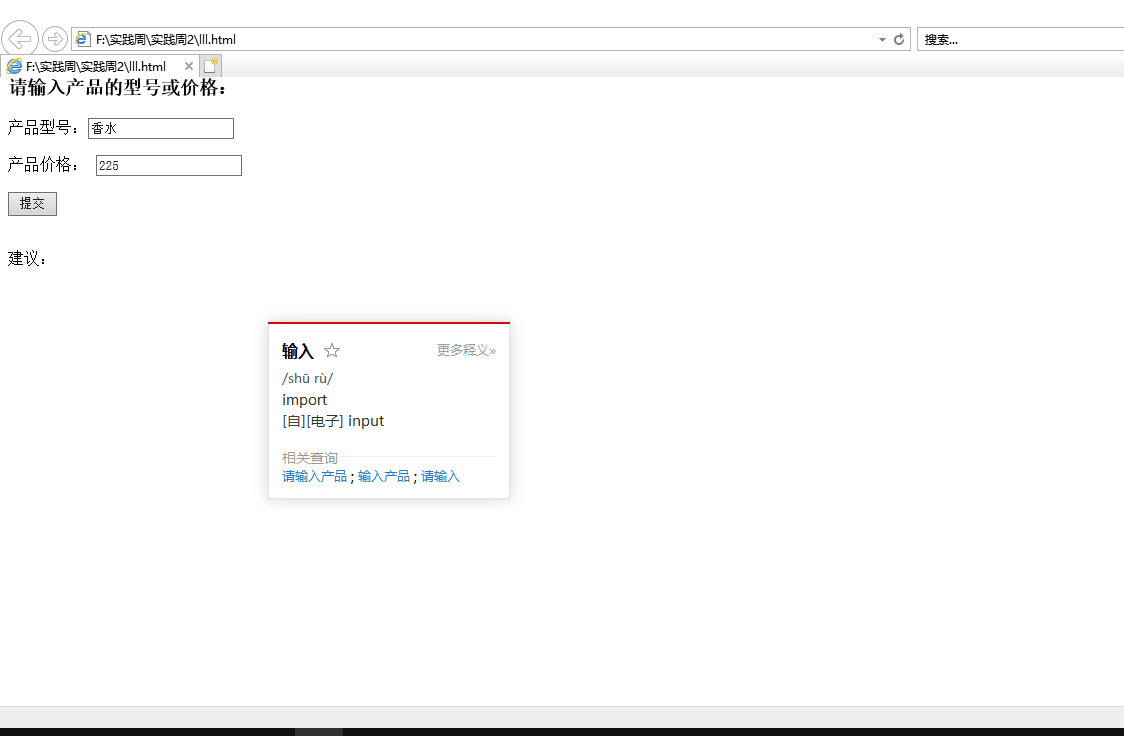 F:\实践周\实践周2\lll.html
搜索...
F:\实践周\实践周2\lll.html
请输入产品的型号或价格：
产品型号： 香水
产品价格： 225
提交
建议：
输入 更多释义»
/shū rù/
import
[自][电子] input
相关查询
请输入产品 ; 输入产品 ; 请输入